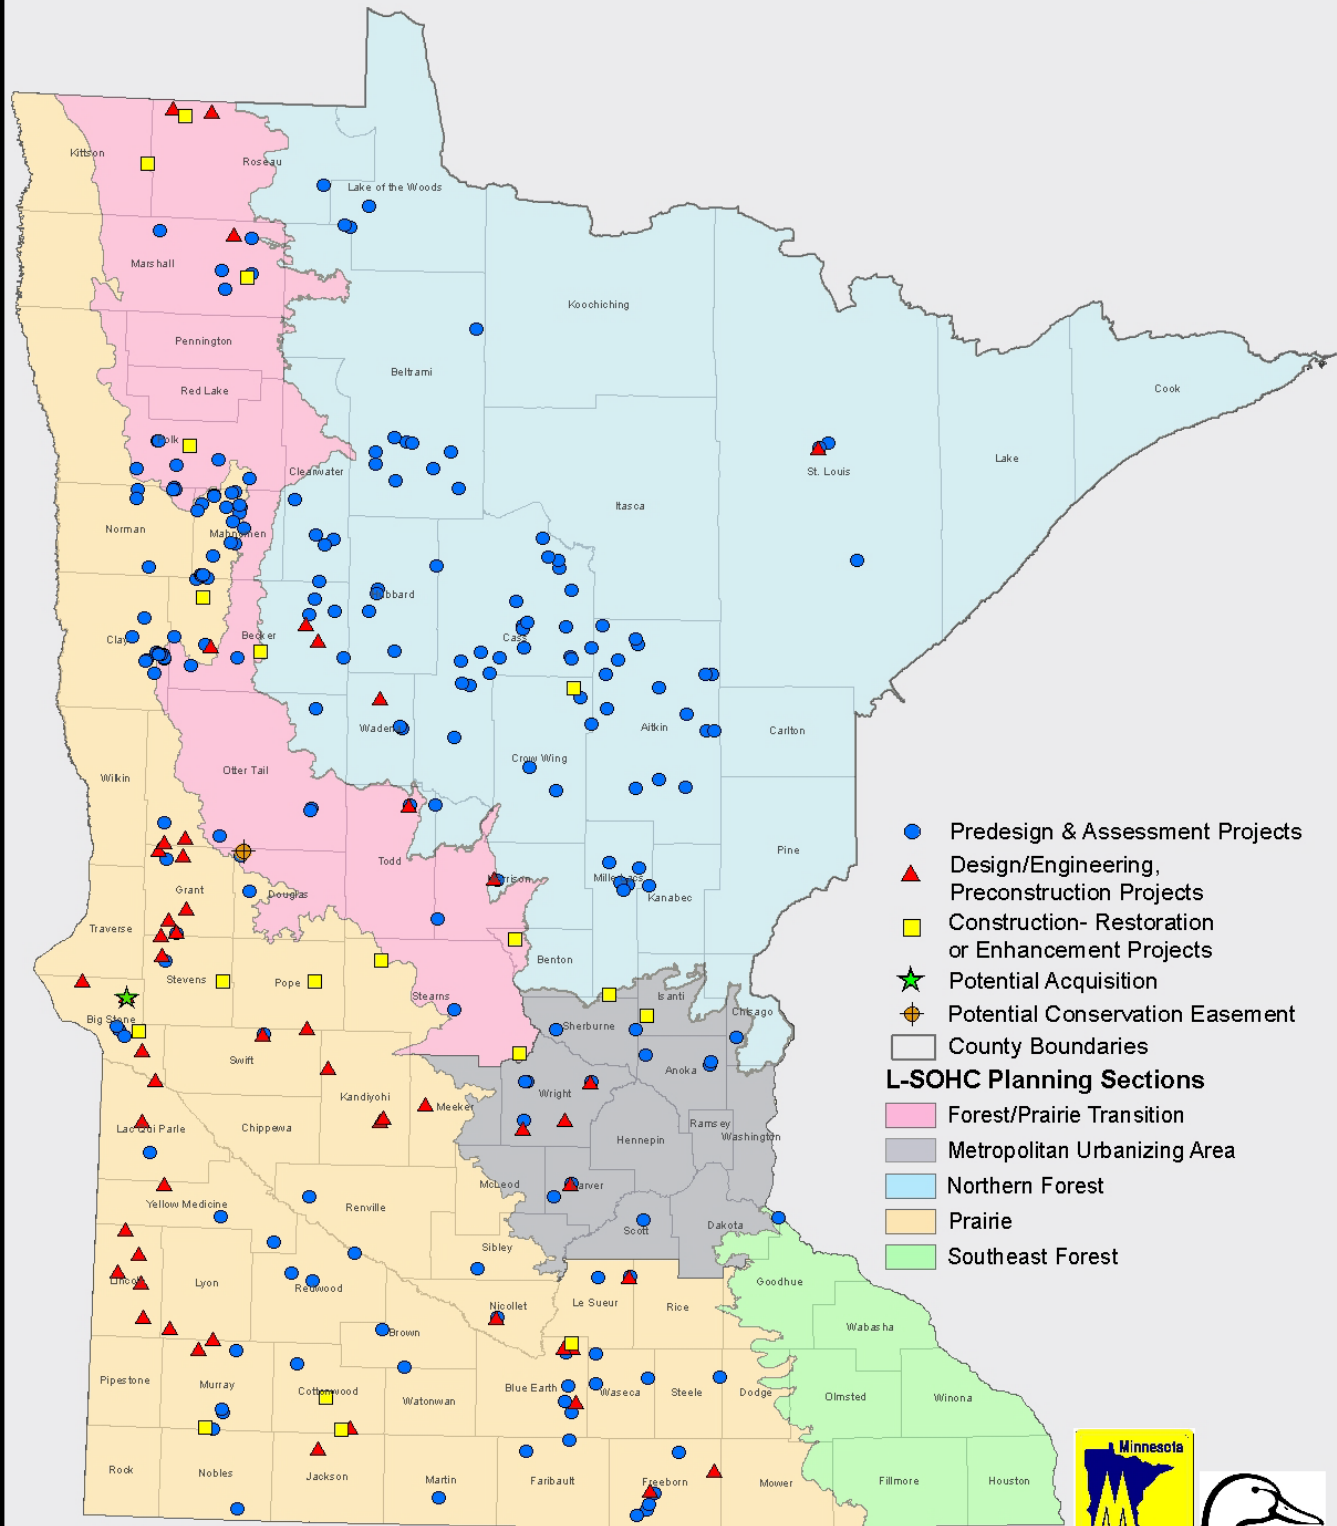 Kittson
Roseau
Lake of the Woods
Marshall
Koochiching
Pennington
Beltrami
Red Lake
Cook
Polk
Clearwater
St. Louis
Lake
Itasca
Norman
Mahnomen
Hubbard
Clay
Becker
Cass
Wadena
Aitkin
Carlton
Crow Wing
Otter Tail
Wilkin
Todd
Pine
Morrison
Mille Lacs
Grant
Douglas
Kanabec
Traverse
Benton
Stevens
Pope
Stearns
Isanti
Chisago
Big Stone
Sherburne
Swift
Anoka
Wright
Kandiyohi
Meeker
Lac Qui Parle
Chippewa
Ramsey
Hennepin
Washington
McLeod
Carver
Yellow Medicine
Renville
Dakota
Scott
Sibley
Lincoln
Lyon
Redwood
Goodhue
Nicollet
Le Sueur
Rice
Wabasha
Brown
Pipestone
Murray
Cottonwood
Watonwan
Blue Earth
Waseca
Steele
Dodge
Olmsted
Winona
Rock
Nobles
Jackson
Martin
Faribault
Freeborn
Mower
Fillmore
Houston
Predesign & Assessment Projects
Design/Engineering,
Preconstruction Projects
Construction- Restoration
or Enhancement Projects
Potential Acquisition
Potential Conservation Easement
County Boundaries
L-SOHC Planning Sections
Forest/Prairie Transition
Metropolitan Urbanizing Area
Northern Forest
Prairie
Southeast Forest
Minnesota